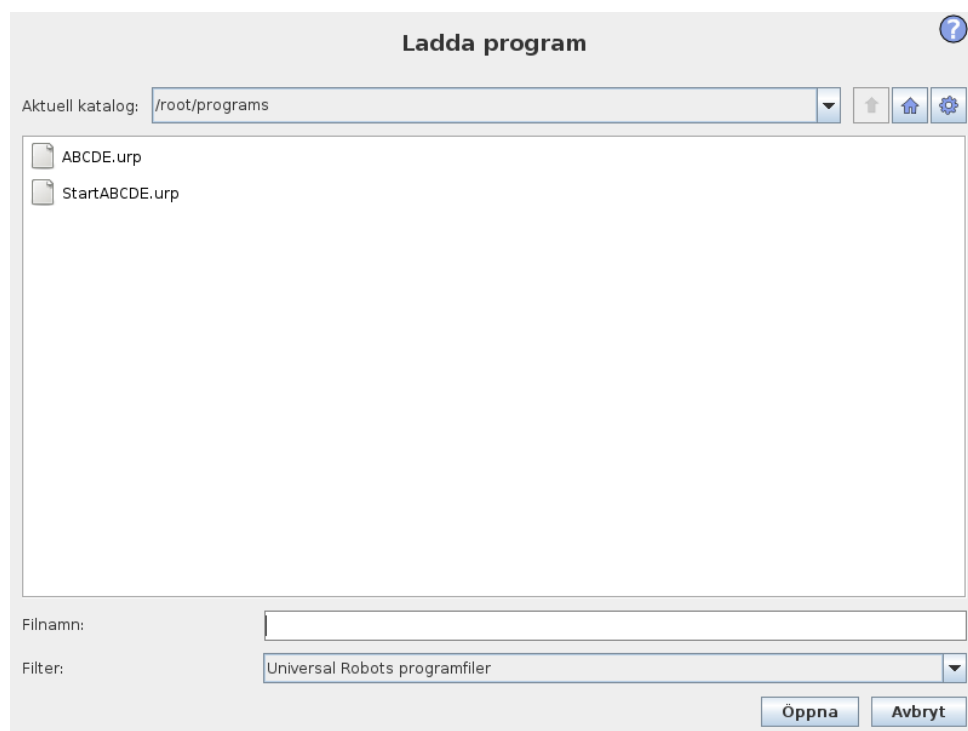 Ladda program
?
Aktuell katalog: /root/programs
ABCDE.urp
StartABCDE.urp
Filnamn:
Filter: Universal Robots programfiler
Öppna Avbryt